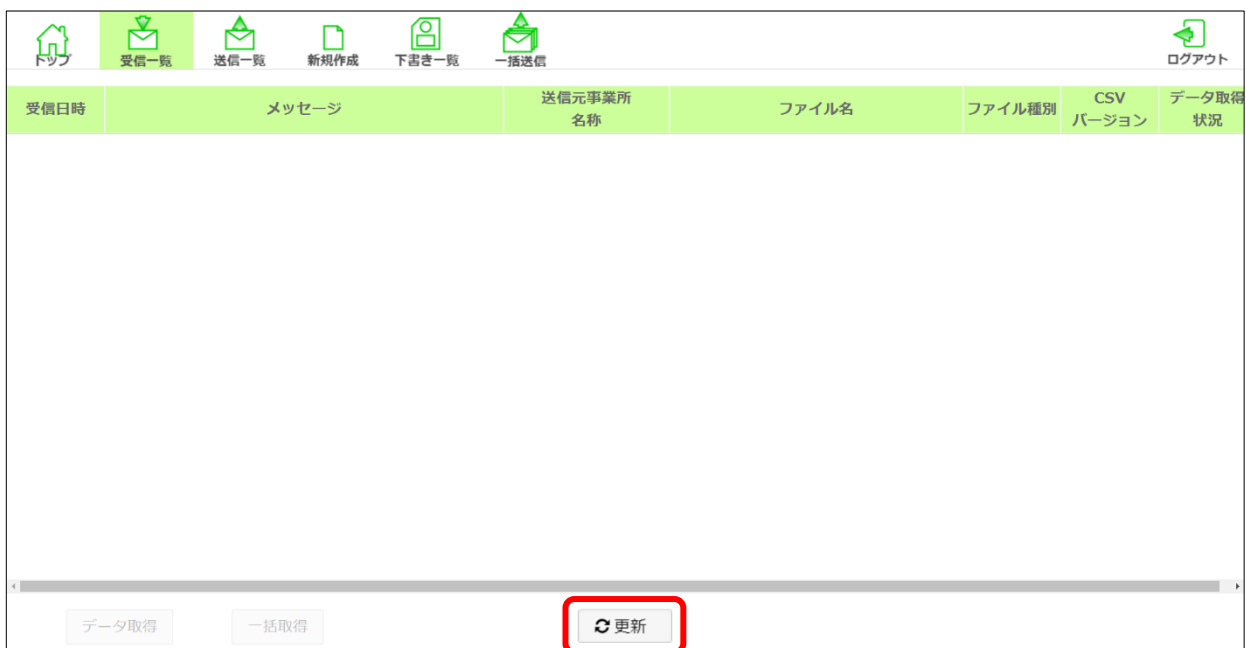 トップ 受信一覧 送信一覧 新規作成 下書き一覧 一括送信 ログアウト
受信日時 メッセージ 送信元事業所 ファイル名 ファイル種別 CSV データ取得
名称 バージョン 状況
データ取得 一括取得 更新